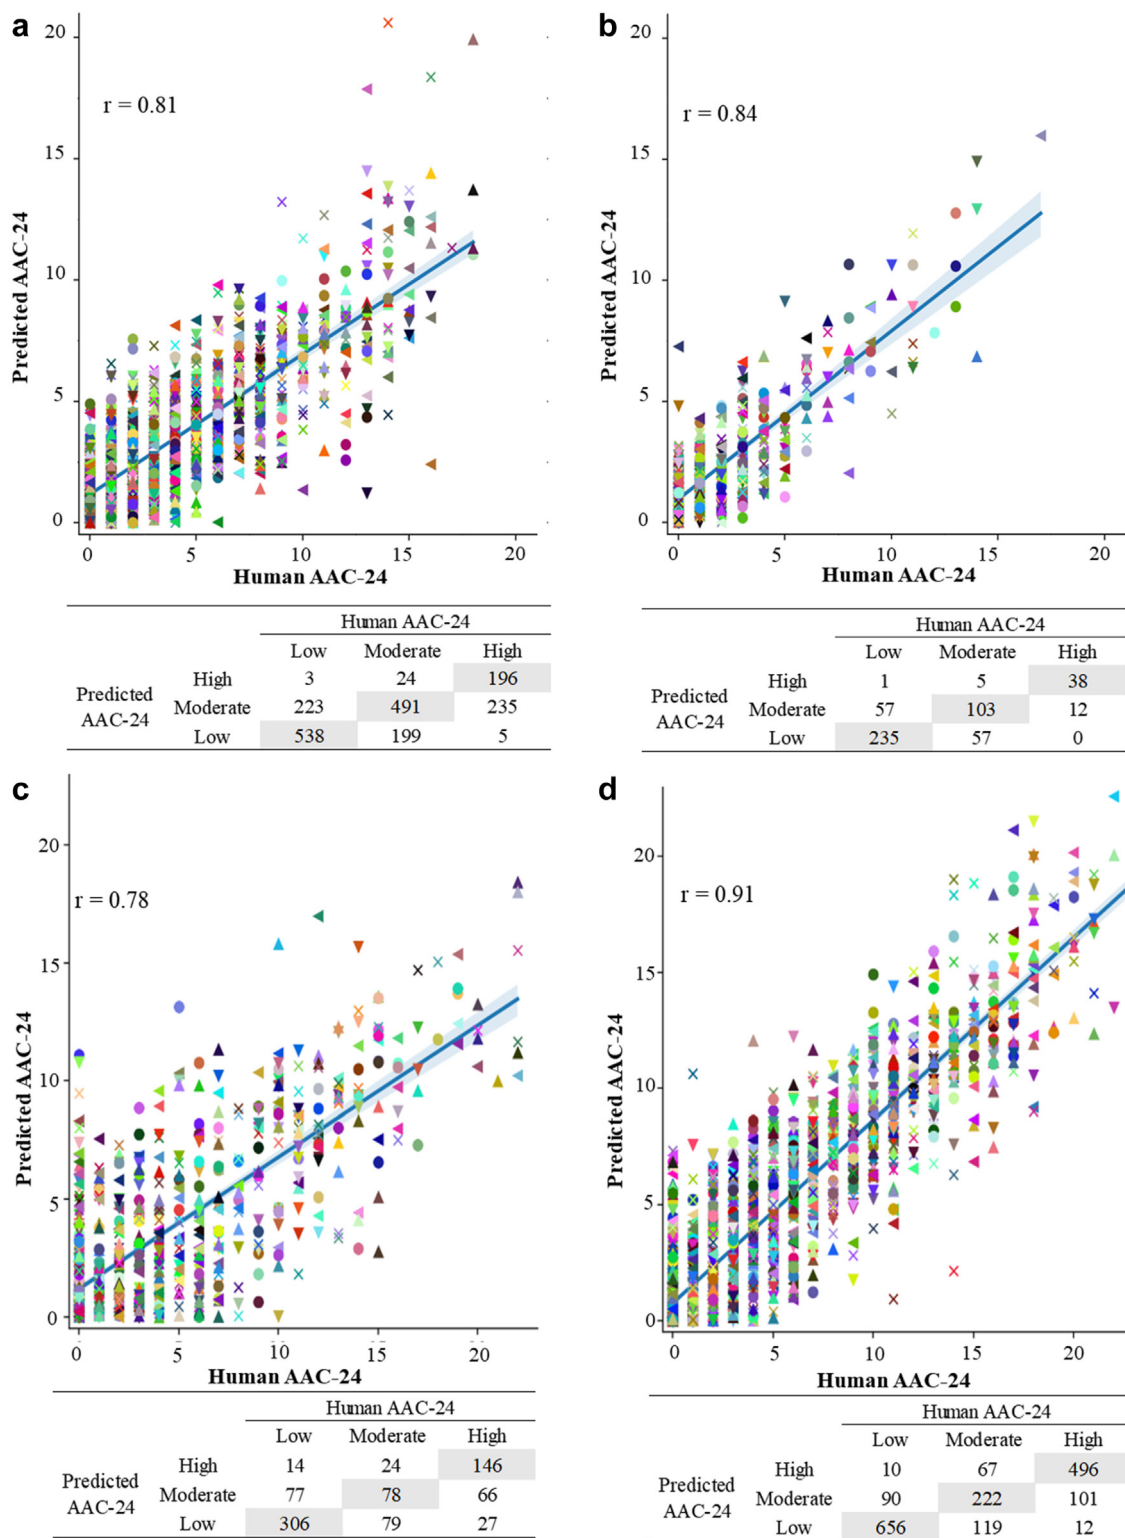 a
20
r = 0.81
15
Predicted AAC-24
10
5
0
0 5 10 15 20
Human AAC-24
Human AAC-24
Low Moderate High
High 3 24 196
Predicted AAC-24
Moderate 223 491 235
Low 538 199 5
b
20
r = 0.84
15
Predicted AAC-24
10
5
0
0 5 10 15 20
Human AAC-24
Human AAC-24
Low Moderate High
High 1 5 38
Predicted AAC-24
Moderate 57 103 12
Low 235 57 0
c
20
r = 0.78
15
Predicted AAC-24
10
5
0
0 5 10 15 20
Human AAC-24
Human AAC-24
Low Moderate High
High 14 24 146
Predicted AAC-24
Moderate 77 78 66
Low 306 79 27
d
20
r = 0.91
15
Predicted AAC-24
10
5
0
0 5 10 15 20
Human AAC-24
Human AAC-24
Low Moderate High
High 10 67 496
Predicted AAC-24
Moderate 90 222 101
Low 656 119 12